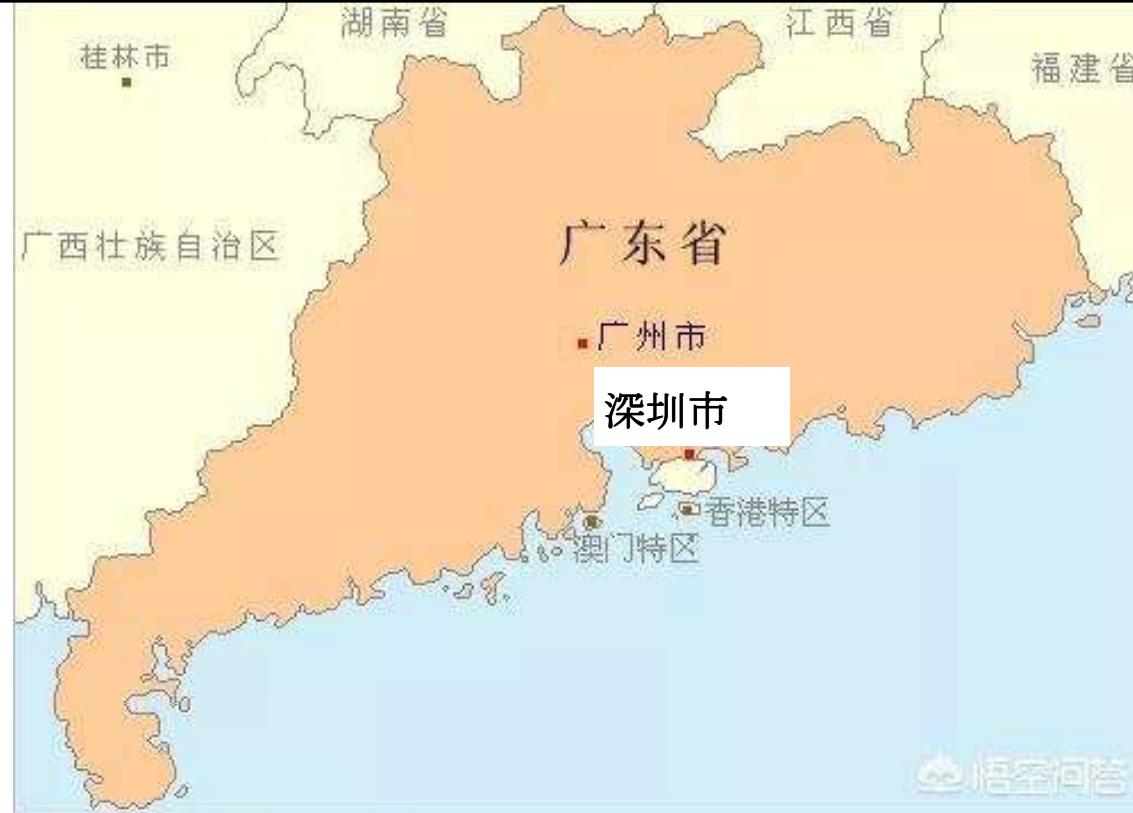 湖南省
江西省
桂林市
福建省
广西壮族自治区
广东省
广州市
深圳市
香港特区
澳门特区
悟空问答